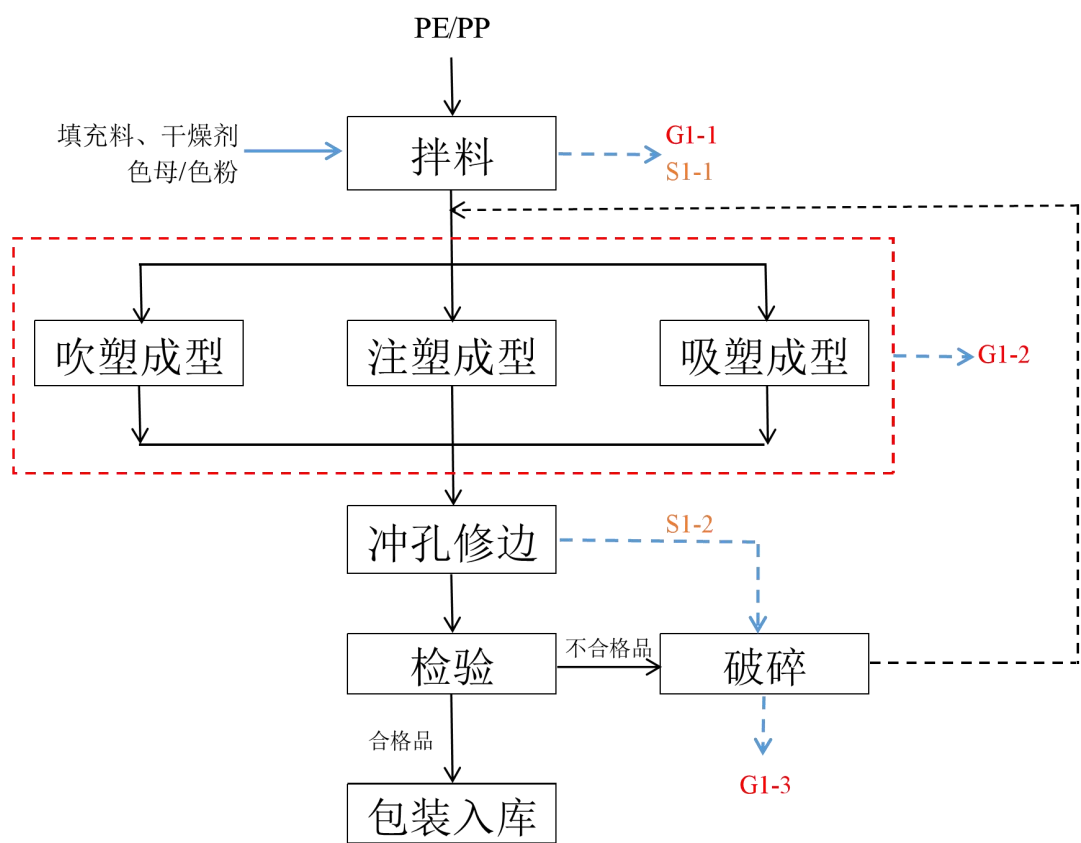 PE/PP
填充料、干燥剂
色母/色粉
拌料
G1-1
S1-1
吹塑成型
注塑成型
吸塑成型
G1-2
冲孔修边
S1-2
检验
不合格品
破碎
合格品
G1-3
包装入库